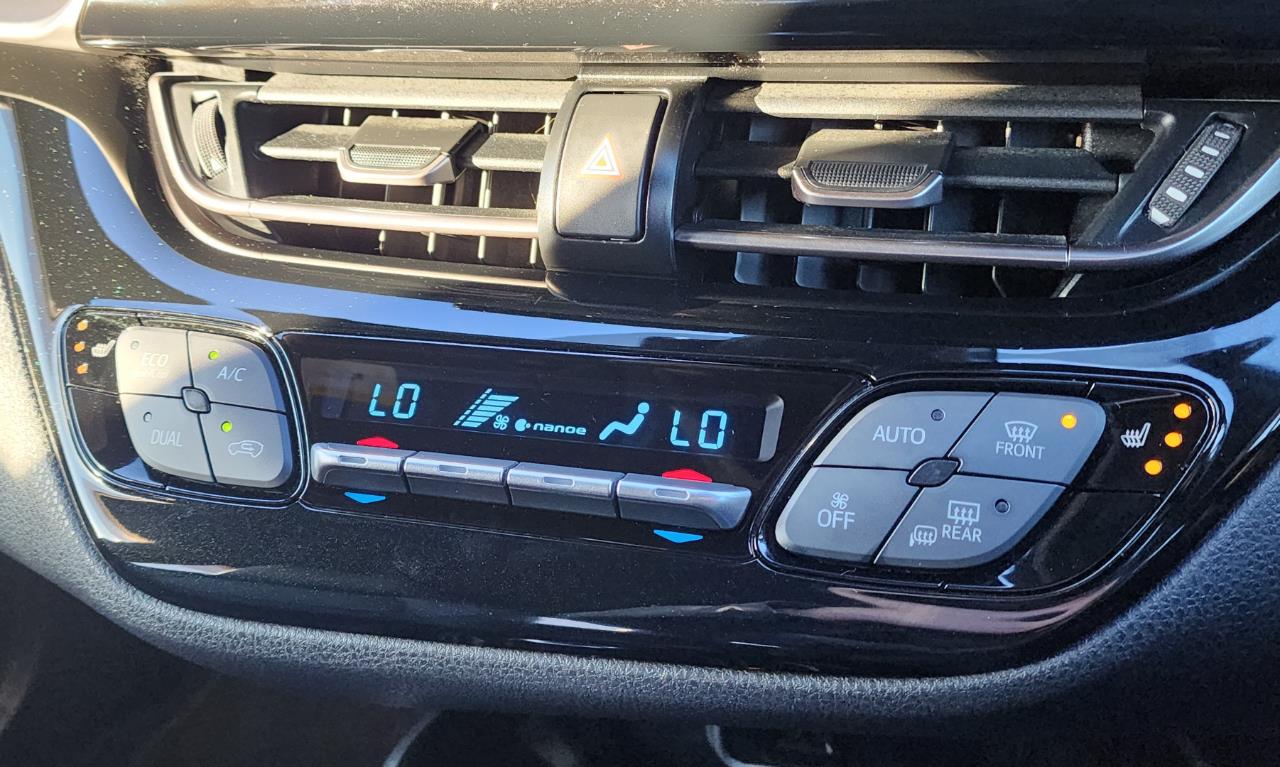 ECO
A/C
DUAL
LO
nanoe
LO
AUTO
FRONT
OFF
REAR